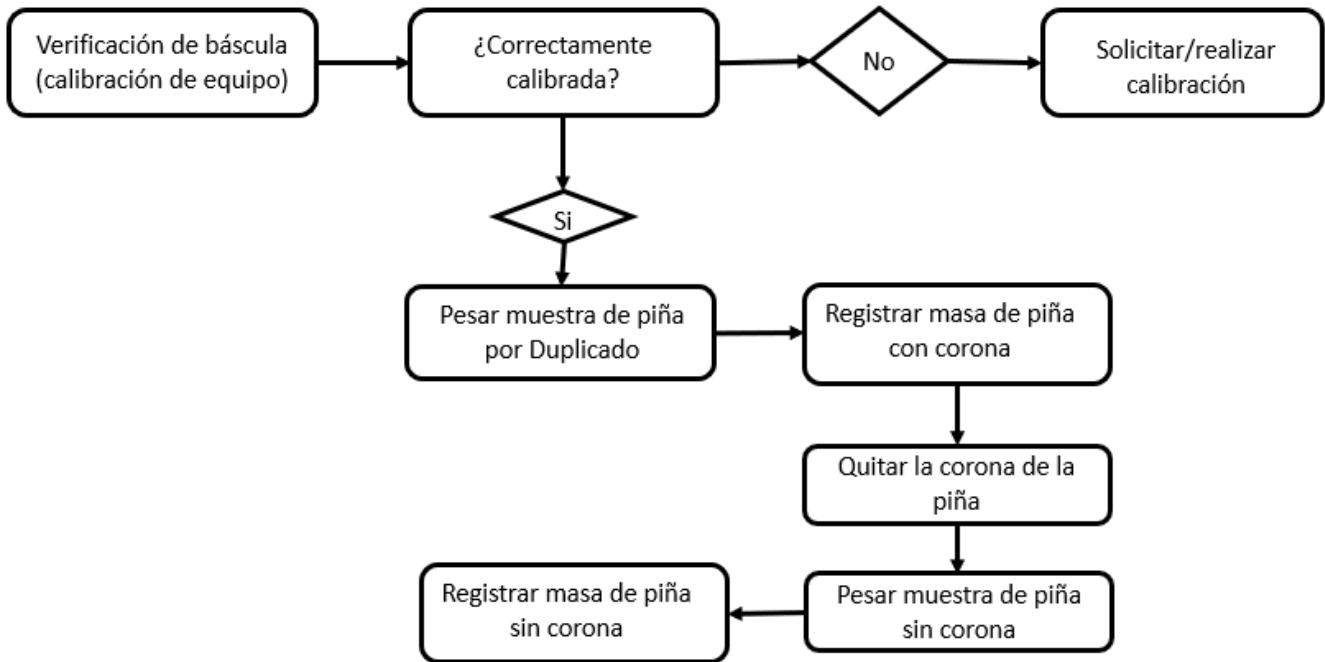 Verificación de báscula
(calibración de equipo)
¿Correctamente
calibrada?
No
Solicitar/realizar
calibración
Si
Pesar muestra de piña
por Duplicado
Registrar masa de piña
con corona
Quitar la corona de la
piña
Pesar muestra de piña
sin corona
Registrar masa de piña
sin corona